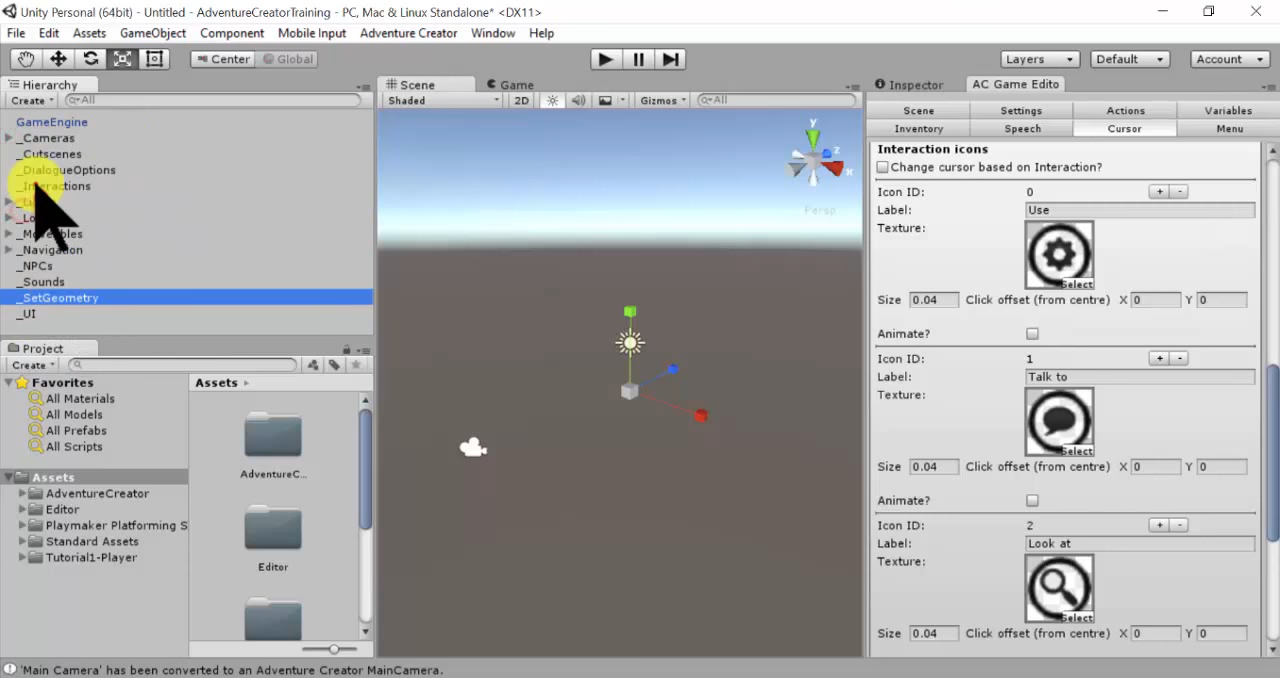 Unity Personal (64bit) - Untitled - AdventureCreatorTraining - PC, Mac & Linux Standalone* <DX11>
File Edit Assets GameObject Component Mobile Input Adventure Creator Window Help
Center Global Layers Default Account
Hierarchy
Create All
GameEngine
_Cameras
_Cutscenes
_DialogueOptions
_Interactions
_Navigation
_NPCs
_Sounds
_SetGeometry
_UI
Project
Create
Favorites
All Materials
All Models
All Prefabs
All Scripts
Assets
AdventureCreator
Editor
Playmaker Platforming S
Standard Assets
Tutorial1-Player
Assets
AdventureC...
Editor
Scene Game
Shaded 2D Gizmos All
y
z
x
Persp
Inspector AC Game Edito
Scene Settings Actions Variables
Inventory Speech Cursor Menu
Interaction icons
Change cursor based on Interaction?
Icon ID: 0 + -
Label: Use
Texture:
Select
Size 0.04 Click offset (from centre) X 0 Y 0
Animate?
Icon ID: 1 + -
Label: Talk to
Texture:
Select
Size 0.04 Click offset (from centre) X 0 Y 0
Animate?
Icon ID: 2 + -
Label: Look at
Texture:
Select
Size 0.04 Click offset (from centre) X 0 Y 0
'Main Camera' has been converted to an Adventure Creator MainCamera.